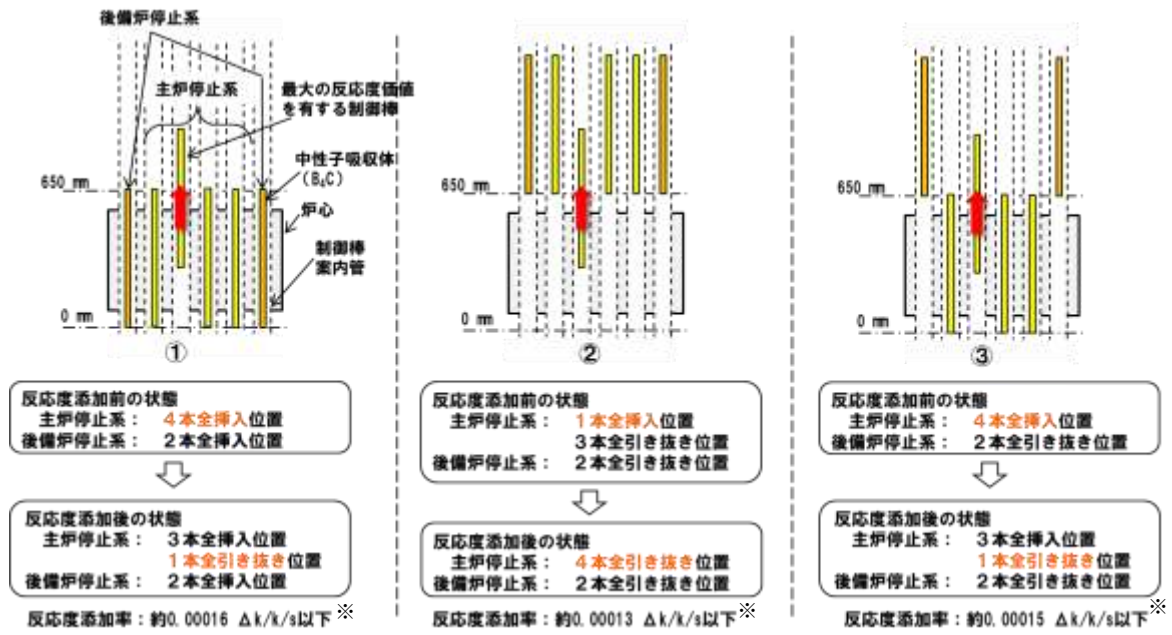 後備炉停止系
主炉停止系
最大の反応度価値
を有する制御棒
中性子吸収体
（B₄C）
650 mm
炉心
制御棒
案内管
0 mm
①
反応度添加前の状態
主炉停止系： 4本全挿入位置
後備炉停止系： 2本全挿入位置
反応度添加後の状態
主炉停止系： 3本全挿入位置
1本全引き抜き位置
後備炉停止系： 2本全挿入位置
反応度添加率：約0.00016 Δk/k/s以下※
650 mm
0 mm
②
反応度添加前の状態
主炉停止系： 1本全挿入位置
3本全引き抜き位置
後備炉停止系： 2本全引き抜き位置
反応度添加後の状態
主炉停止系： 4本全引き抜き位置
後備炉停止系： 2本全引き抜き位置
反応度添加率：約0.00013 Δk/k/s以下※
650 mm
0 mm
③
反応度添加前の状態
主炉停止系： 4本全挿入位置
後備炉停止系： 2本全引き抜き位置
反応度添加後の状態
主炉停止系： 3本全挿入位置
1本全引き抜き位置
後備炉停止系： 2本全引き抜き位置
反応度添加率：約0.00015 Δk/k/s以下※